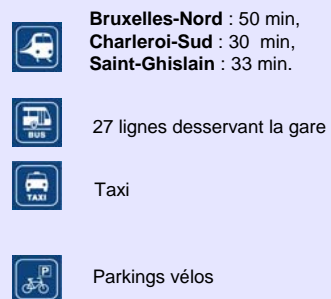 Bruxelles-Nord : 50 min,
Charleroi-Sud : 30 min,
Saint-Ghislain : 33 min.
BUS
27 lignes desservant la gare
TAXI
Taxi
P
Parkings vélos